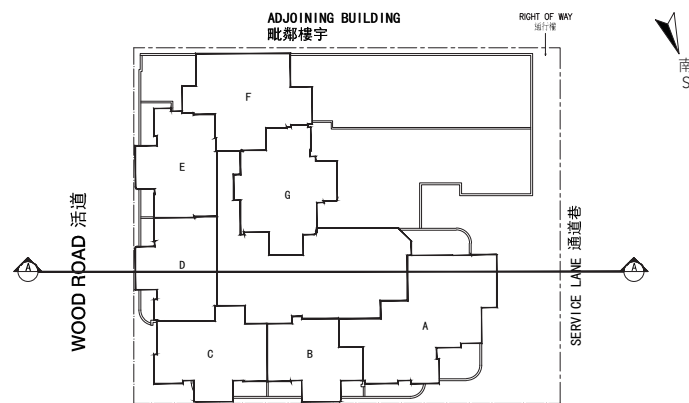 ADJOINING BUILDING
毗鄰樓宇
RIGHT OF WAY
通行權
南
S
F
E
G
WOOD ROAD 活道
SERVICE LANE 通道巷
A
D
A
A
C
B